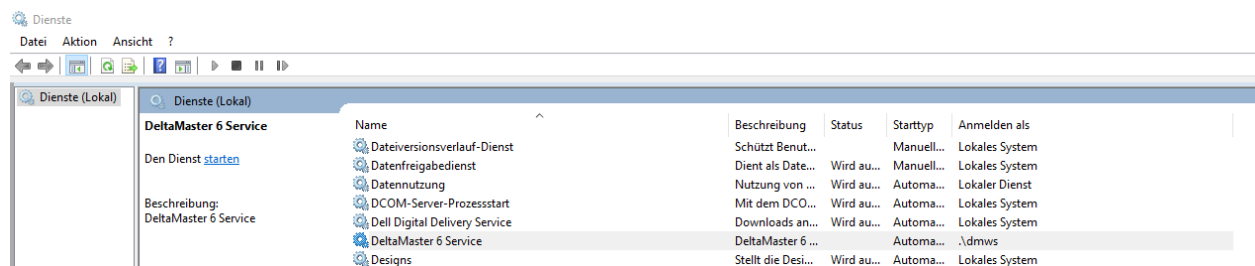 Dienste
Datei Aktion Ansicht ?
Dienste (Lokal)
Dienste (Lokal)
DeltaMaster 6 Service
Den Dienst starten
Beschreibung:
DeltaMaster 6 Service
Name Beschreibung Status Starttyp Anmelden als
Dateiversionsverlauf-Dienst Schützt Benut... Manuell... Lokales System
Datenfreigabedienst Dient als Date... Wird au... Manuell... Lokales System
Datennutzung Nutzung von ... Wird au... Automa... Lokaler Dienst
DCOM-Server-Prozessstart Mit dem DCO... Wird au... Automa... Lokales System
Dell Digital Delivery Service Downloads an... Wird au... Automa... Lokales System
DeltaMaster 6 Service DeltaMaster 6 ... Automa... .\dmws
Designs Stellt die Desi... Wird au... Automa... Lokales System